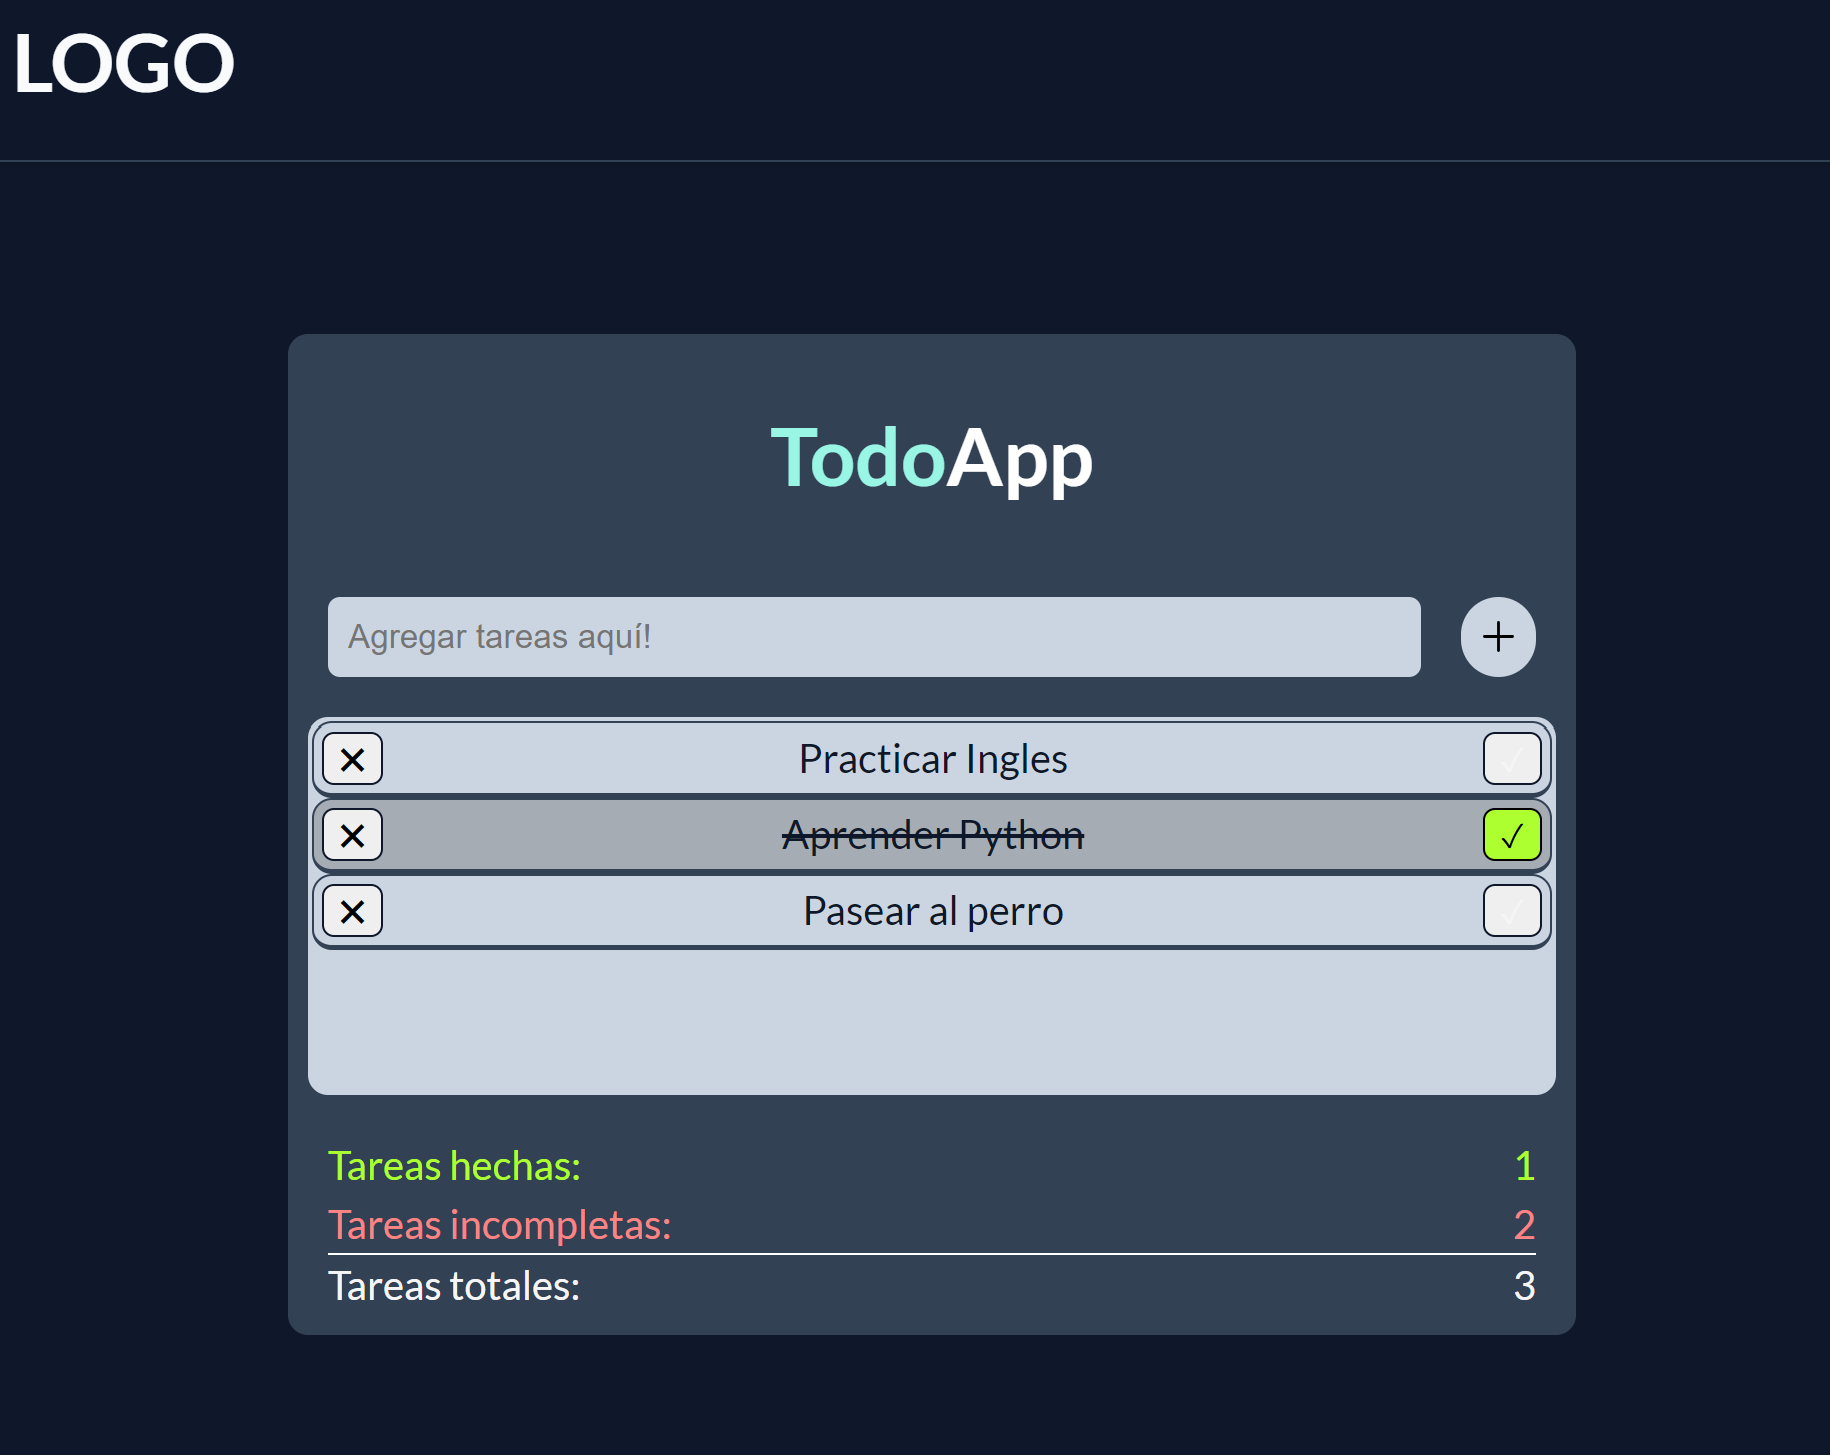 LOGO
TodoApp
Agregar tareas aquí!
Practicar Ingles
Aprender Python
Pasear al perro
Tareas hechas: 1
Tareas incompletas: 2
Tareas totales: 3